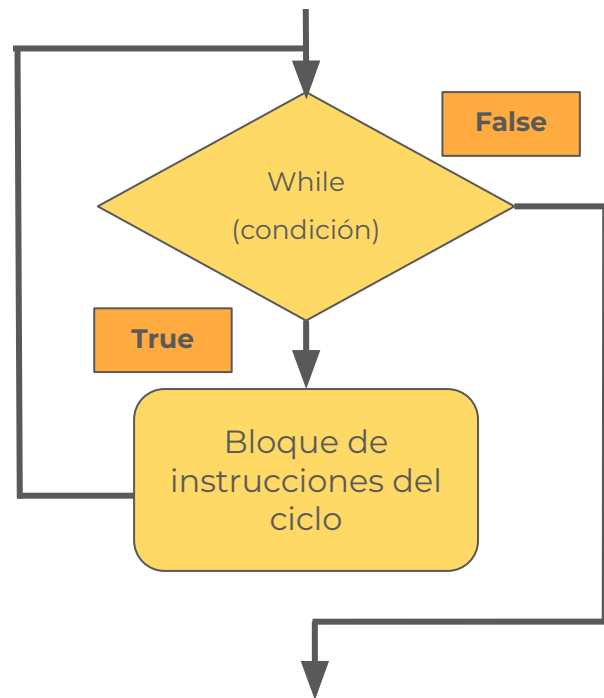 False
While
(condición)
True
Bloque de
instrucciones del
ciclo